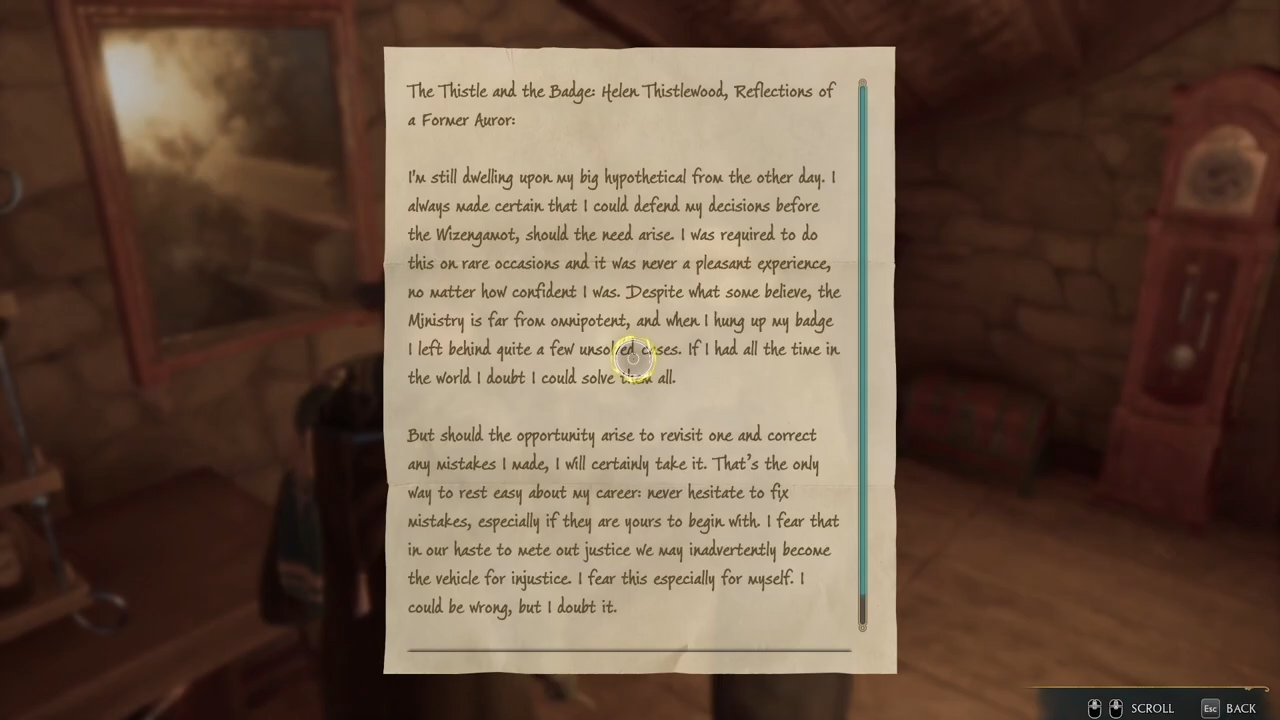 The Thistle and the Badge: Helen Thistlewood, Reflections of
a Former Auror:
I'm still dwelling upon my big hypothetical from the other day. I
always made certain that I could defend my decisions before
the Wizengamot, should the need arise. I was required to do
this on rare occasions and it was never a pleasant experience,
no matter how confident I was. Despite what some believe, the
Ministry is far from omnipotent, and when I hung up my badge
I left behind quite a few unsolved cases. If I had all the time in
the world I doubt I could solve them all.
But should the opportunity arise to revisit one and correct
any mistakes I made, I will certainly take it. That's the only
way to rest easy about my career: never hesitate to fix
mistakes, especially if they are yours to begin with. I fear that
in our haste to mete out justice we may inadvertently become
the vehicle for injustice. I fear this especially for myself. I
could be wrong, but I doubt it.
SCROLL Esc BACK